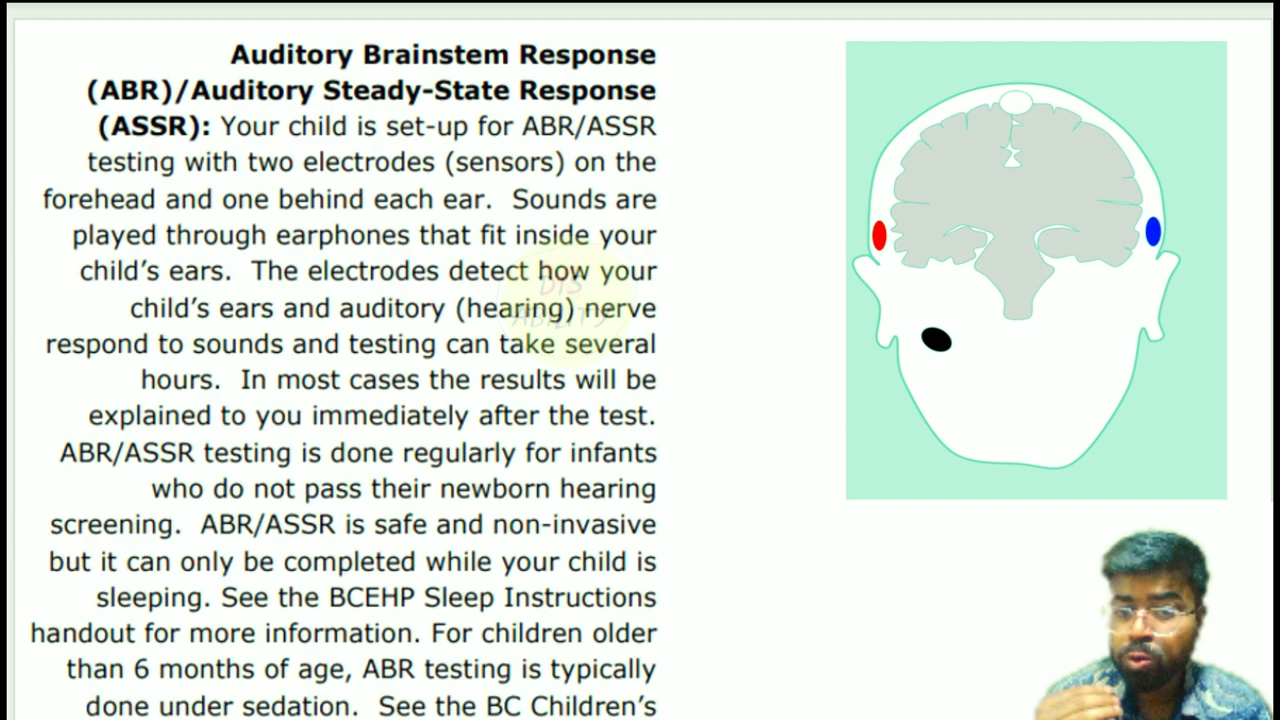 Auditory Brainstem Response
(ABR)/Auditory Steady-State Response
(ASSR): Your child is set-up for ABR/ASSR
testing with two electrodes (sensors) on the
forehead and one behind each ear.  Sounds are
played through earphones that fit inside your
child’s ears.  The electrodes detect how your
child’s ears and auditory (hearing) nerve
respond to sounds and testing can take several
hours.  In most cases the results will be
explained to you immediately after the test.
ABR/ASSR testing is done regularly for infants
who do not pass their newborn hearing
screening.  ABR/ASSR is safe and non-invasive
but it can only be completed while your child is
sleeping. See the BCEHP Sleep Instructions
handout for more information. For children older
than 6 months of age, ABR testing is typically
done under sedation.  See the BC Children’s
DIS
ABILITY